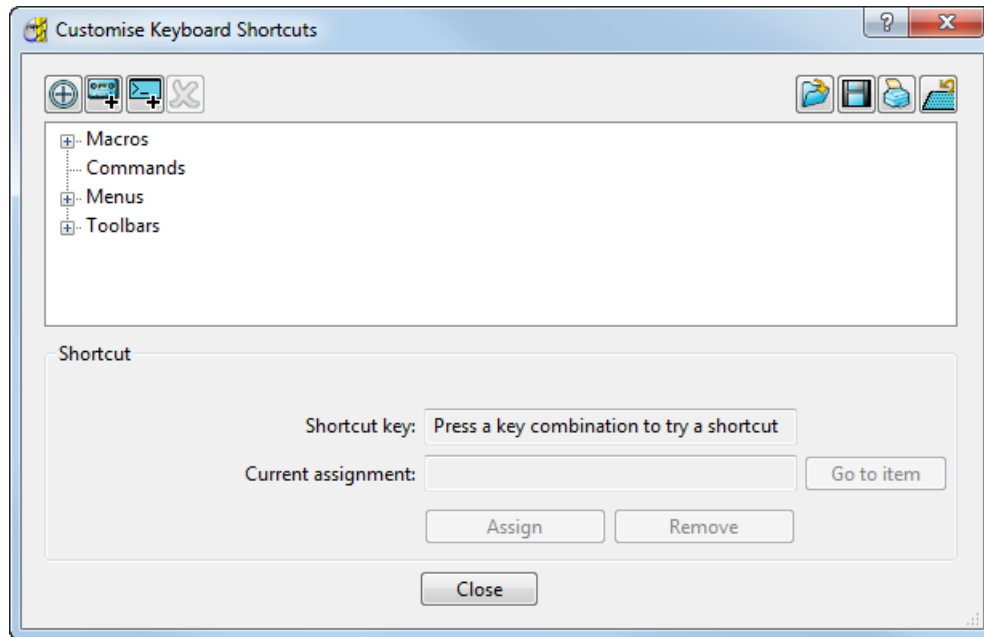 Customise Keyboard Shortcuts
Macros
Commands
Menus
Toolbars
Shortcut
Shortcut key: Press a key combination to try a shortcut
Current assignment: Go to item
Assign Remove
Close